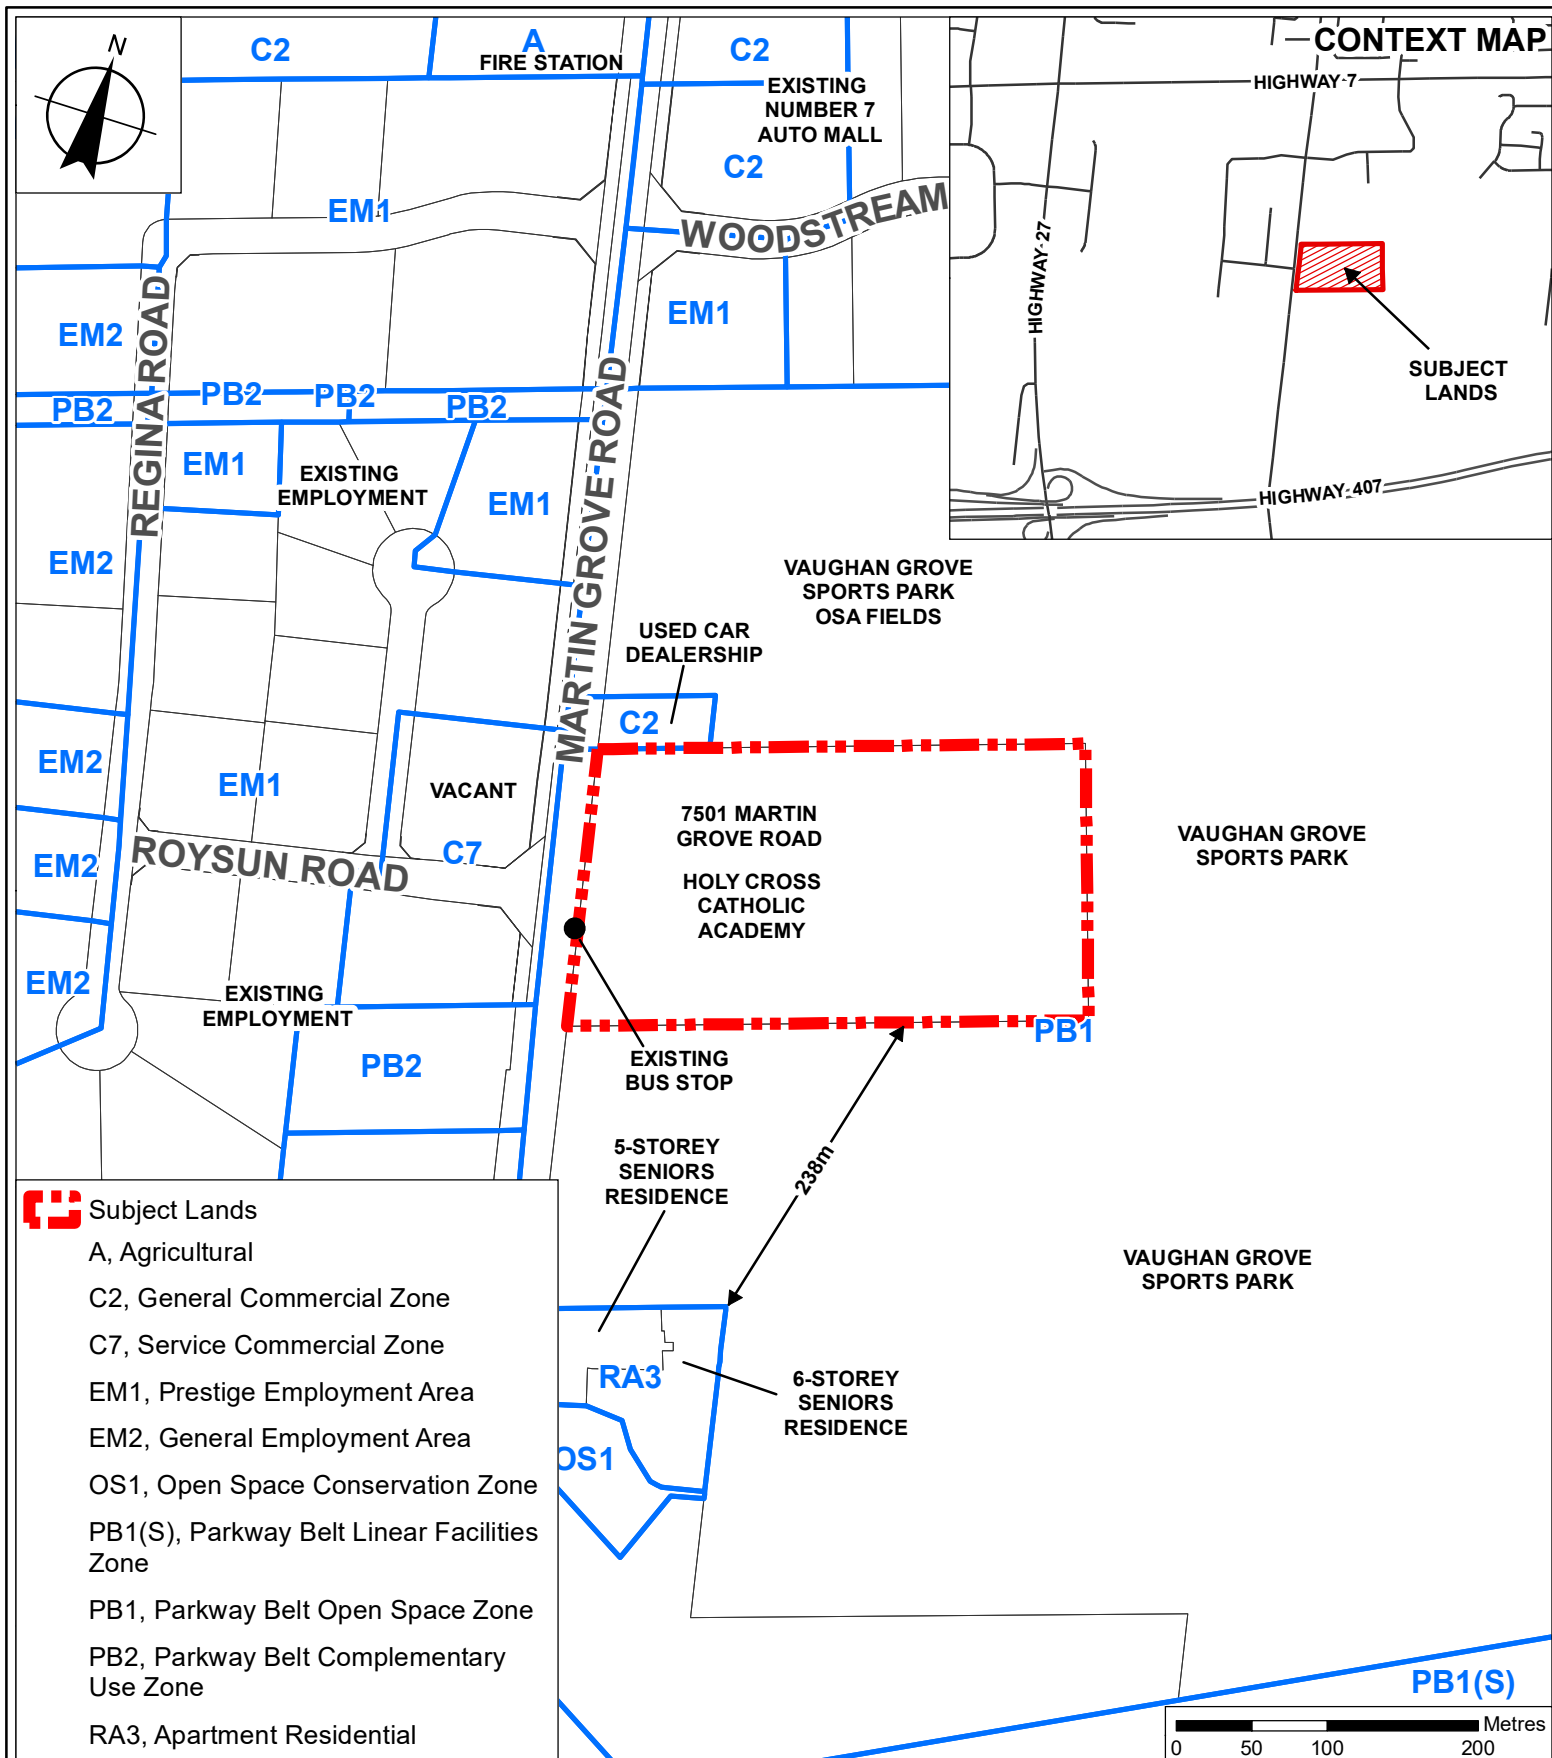 N
C2
A
FIRE STATION
C2
EXISTING
NUMBER 7
AUTO MALL
C2
CONTEXT MAP
HIGHWAY 7
HIGHWAY 27
SUBJECT
LANDS
HIGHWAY 407
EM1
WOODSTREAM
EM2
REGINA ROAD
EM1
PB2
PB2
PB2
PB2
MARTIN GROVE ROAD
EM1
EXISTING
EMPLOYMENT
EM1
EM2
VAUGHAN GROVE
SPORTS PARK
OSA FIELDS
USED CAR
DEALERSHIP
C2
EM2
EM1
VACANT
7501 MARTIN
GROVE ROAD
HOLY CROSS
CATHOLIC
ACADEMY
VAUGHAN GROVE
SPORTS PARK
EM2
ROYSUN ROAD
C7
EM2
EXISTING
EMPLOYMENT
PB2
EXISTING
BUS STOP
PB1
5-STOREY
SENIORS
RESIDENCE
238m
VAUGHAN GROVE
SPORTS PARK
RA3
6-STOREY
SENIORS
RESIDENCE
OS1
PB1(S)
Subject Lands
A, Agricultural
C2, General Commercial Zone
C7, Service Commercial Zone
EM1, Prestige Employment Area
EM2, General Employment Area
OS1, Open Space Conservation Zone
PB1(S), Parkway Belt Linear Facilities
Zone
PB1, Parkway Belt Open Space Zone
PB2, Parkway Belt Complementary
Use Zone
RA3, Apartment Residential
Metres
0 50 100 200